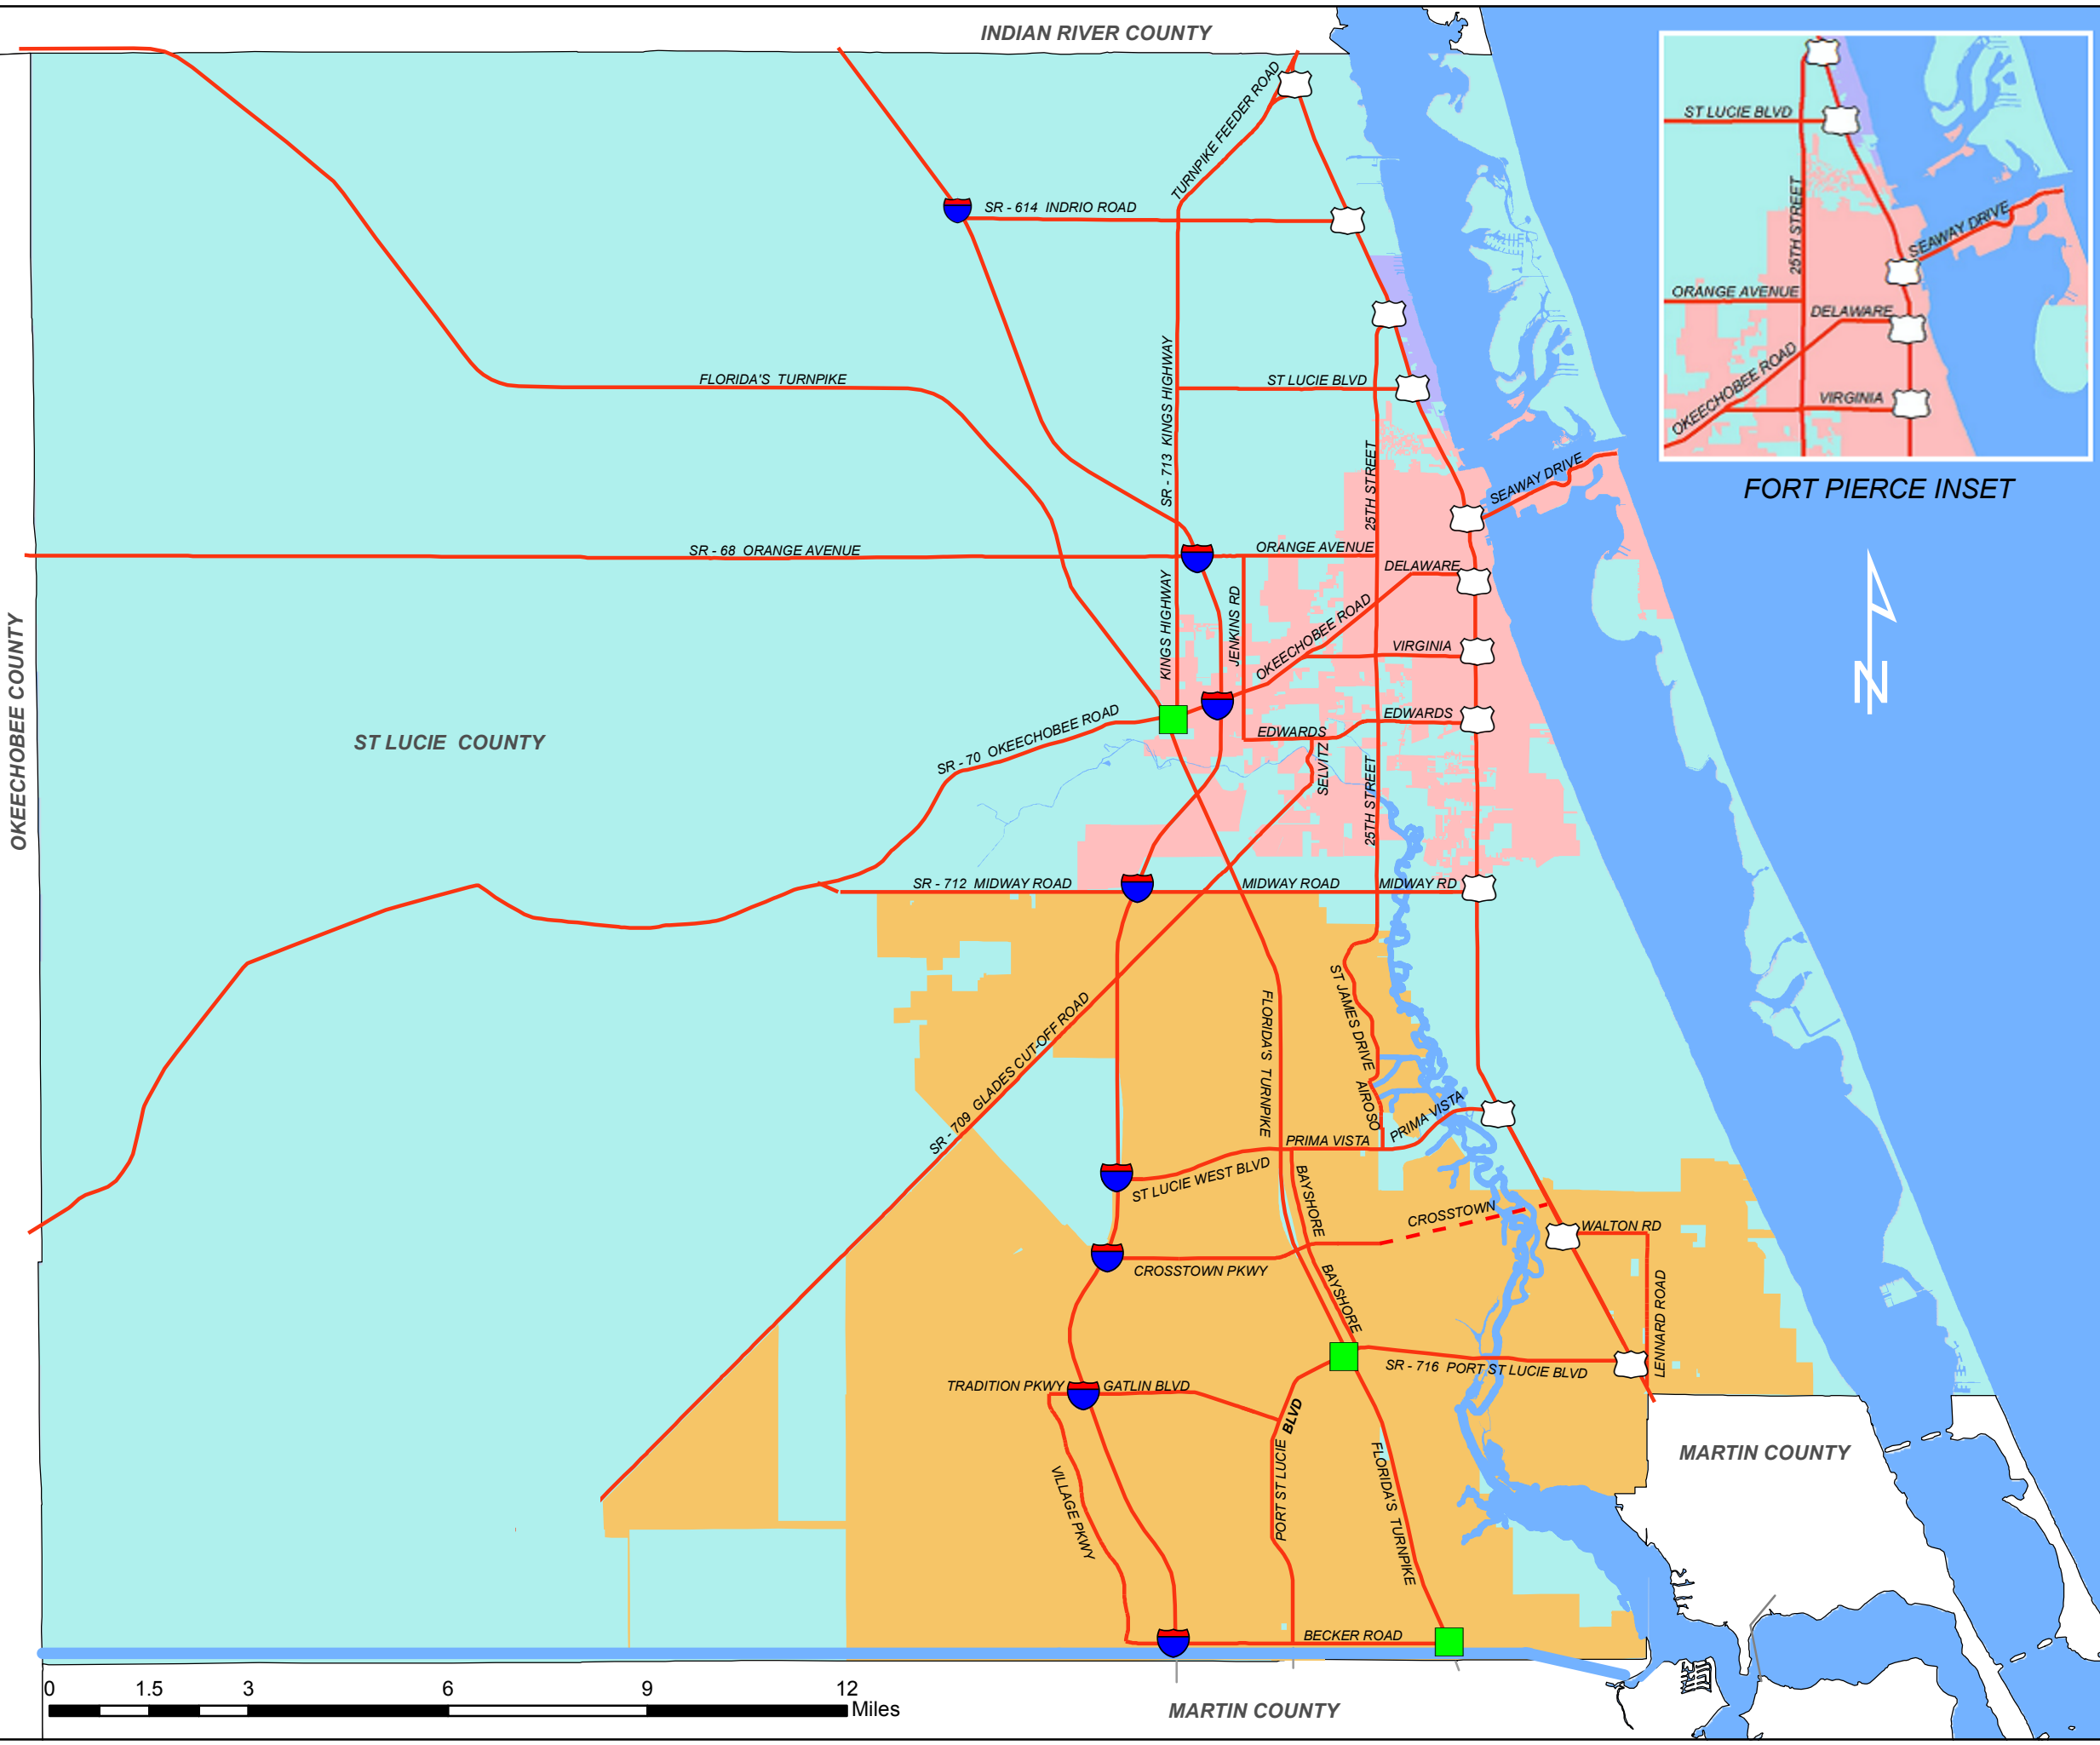 INDIAN RIVER COUNTY
TURNPIKE FEEDER ROAD
SR - 614 INDRIO ROAD
ST LUCIE BLVD
25TH STREET
SEAWAY DRIVE
ORANGE AVENUE
DELAWARE
OKEECHOBEE ROAD
VIRGINIA
FORT PIERCE INSET
FLORIDA'S TURNPIKE
SR - 713 KINGS HIGHWAY
ST LUCIE BLVD
25TH STREET
SEAWAY DRIVE
SR - 68 ORANGE AVENUE
ORANGE AVENUE
DELAWARE
KINGS HIGHWAY
JENKINS RD
OKEECHOBEE ROAD
VIRGINIA
N
OKEECHOBEE COUNTY
ST LUCIE COUNTY
SR - 70 OKEECHOBEE ROAD
EDWARDS
EDWARDS
SELVITZ
25TH STREET
SR - 712 MIDWAY ROAD
MIDWAY ROAD
MIDWAY RD
SR - 709 GLADES CUT-OFF ROAD
FLORIDA'S TURNPIKE
ST JAMES DRIVE
AIROSO
PRIMA VISTA
PRIMA VISTA
ST LUCIE WEST BLVD
BAYSHORE
CROSSTOWN
WALTON RD
CROSSTOWN PKWY
BAYSHORE
LENNARD ROAD
SR - 716 PORT ST LUCIE BLVD
TRADITION PKWY
GATLIN BLVD
PORT ST LUCIE BLVD
VILLAGE PKWY
FLORIDA'S TURNPIKE
MARTIN COUNTY
BECKER ROAD
0 1.5 3 6 9 12
Miles
MARTIN COUNTY